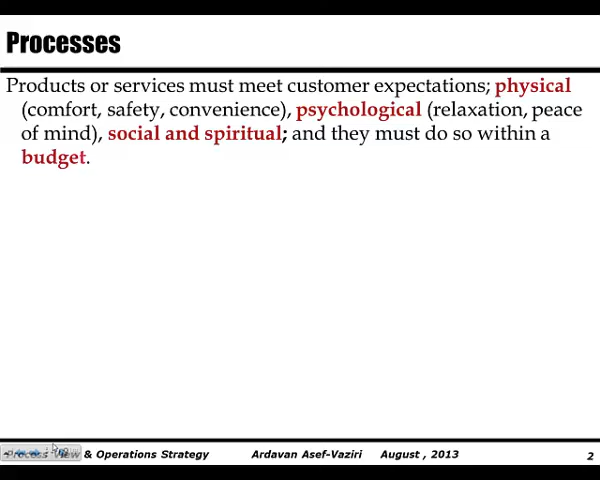 Processes
Products or services must meet customer expectations; physical
(comfort, safety, convenience), psychological (relaxation, peace
of mind), social and spiritual; and they must do so within a
budget.
Process View & Operations Strategy Ardavan Asef-Vaziri August , 2013 2